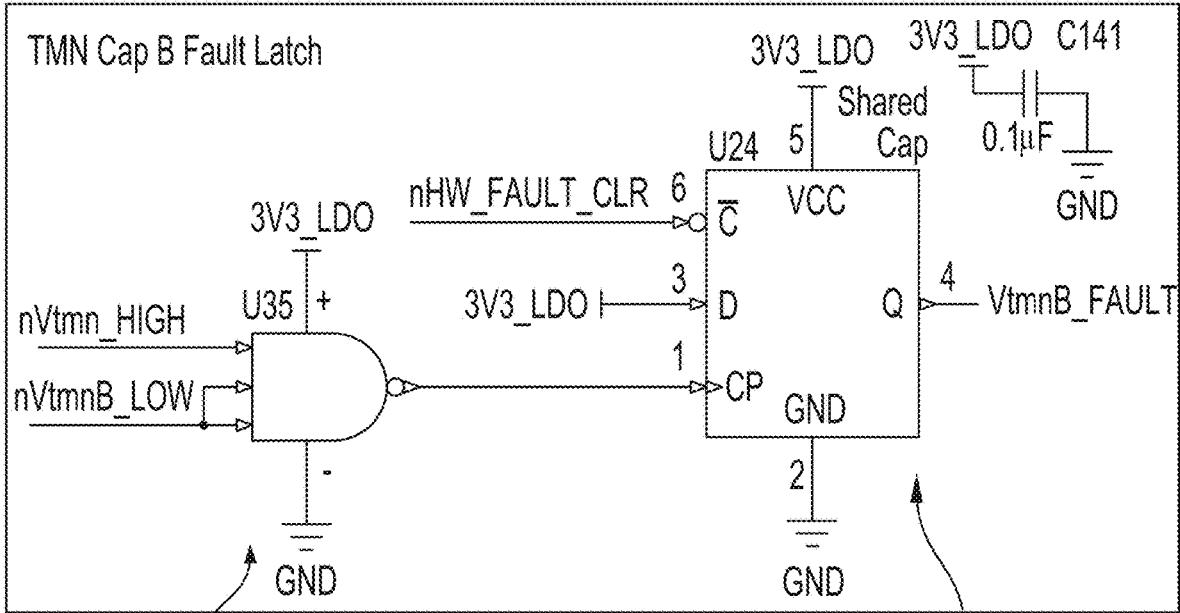 TMN Cap B Fault Latch
3V3_LDO
3V3_LDO C141
Shared
Cap
0.1µF
GND
U24
5
VCC
nHW_FAULT_CLR
6
C̅
3V3_LDO
U35
+
3V3_LDO
3
D
Q
4
VtmnB_FAULT
nVtmn_HIGH
nVtmnB_LOW
1
CP
GND
-
2
GND
GND